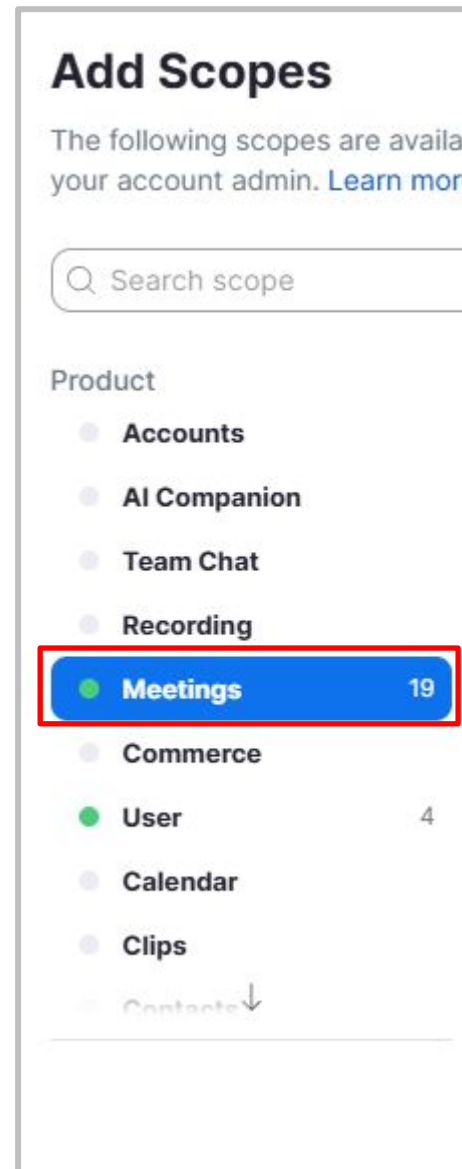 Add Scopes
The following scopes are availa
your account admin. Learn mor
Search scope
Product
Accounts
AI Companion
Team Chat
Recording
Meetings 19
Commerce
User 4
Calendar
Clips
Contacts